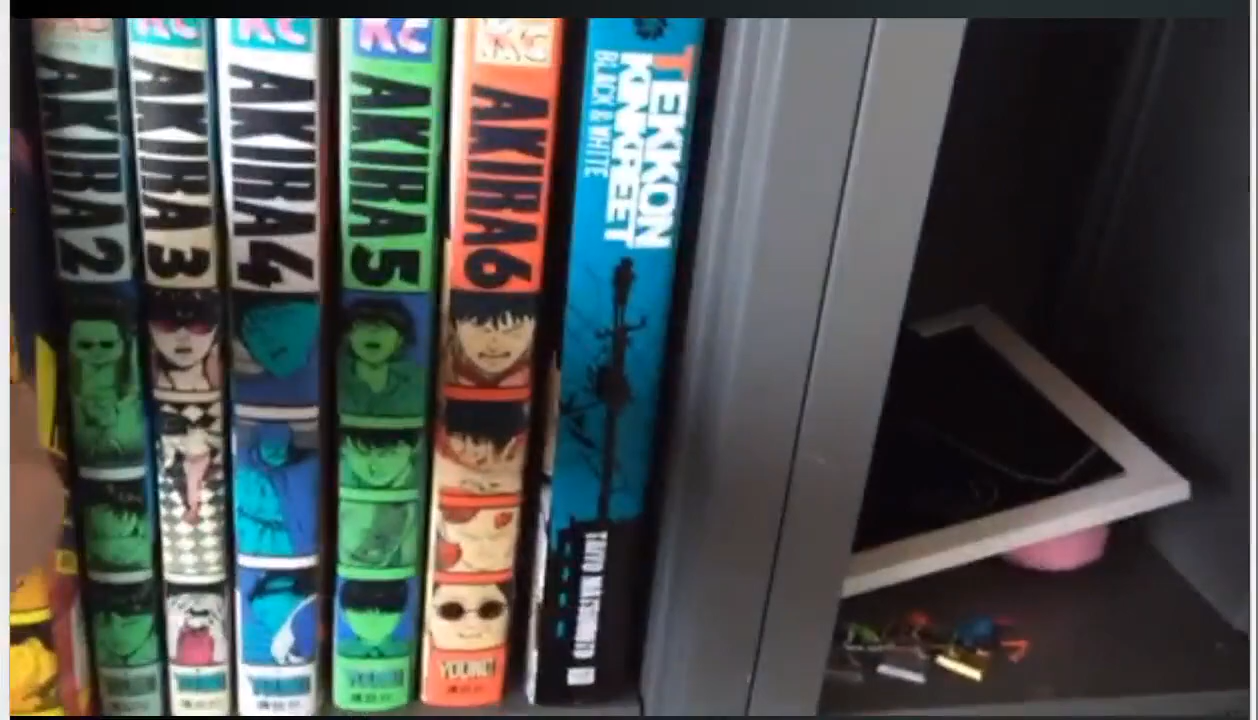 KC
AKIRA 2
KC
AKIRA 3
KC
AKIRA 4
KC
AKIRA 5
KC
AKIRA 6
YOUNG
TEKKON
KINKREET
BLACK & WHITE
TAIYO MATSUMOTO